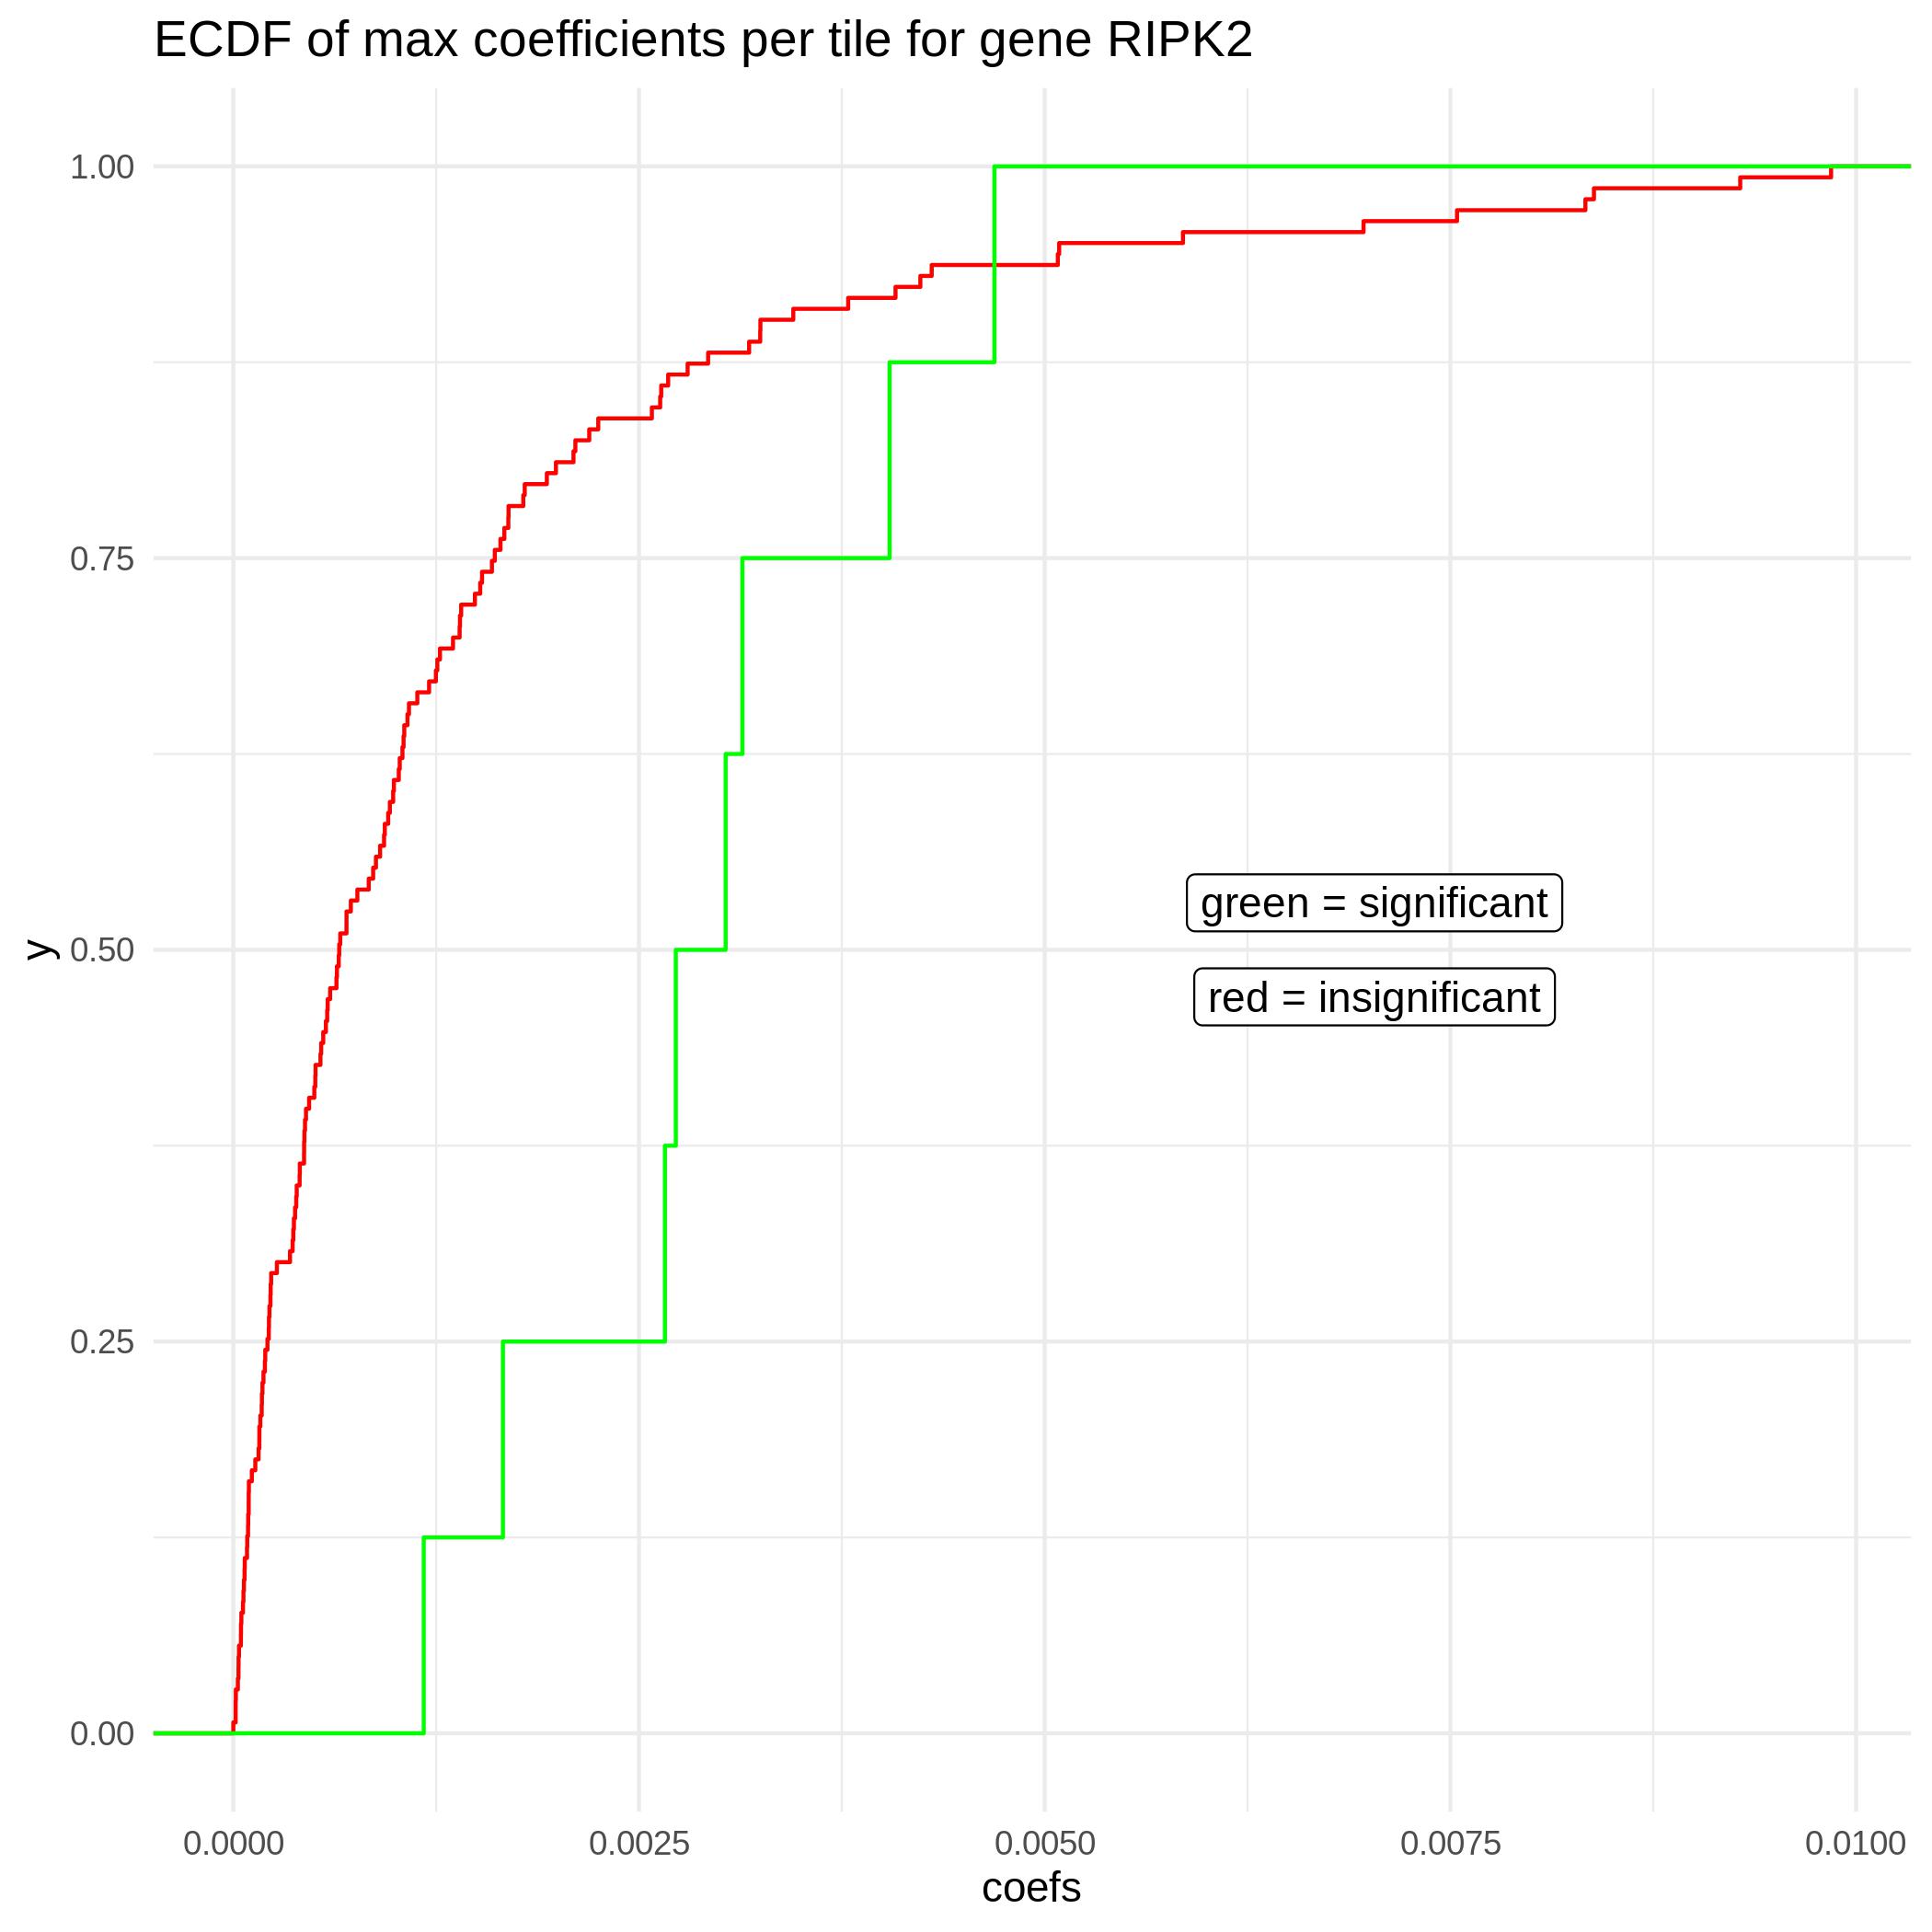 ECDF of max coefficients per tile for gene RIPK2
1.00
0.75
0.50
0.25
0.00
y
green = significant
red = insignificant
0.0000 0.0025 0.0050 0.0075 0.0100
coefs